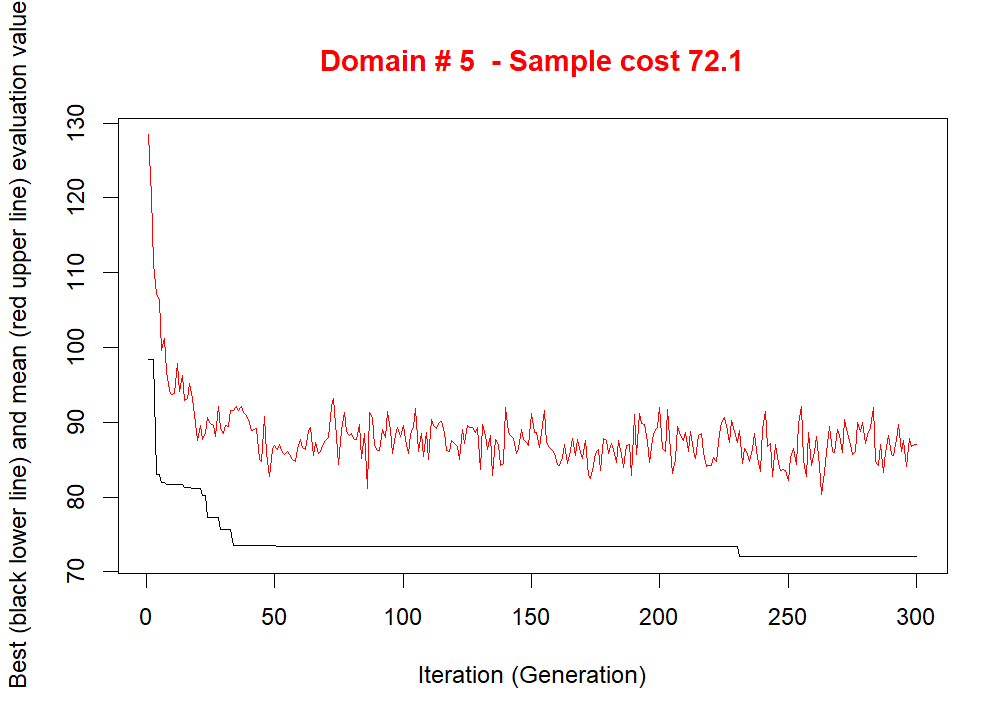 Domain # 5  - Sample cost 72.1
Best (black lower line) and mean (red upper line) evaluation value
130
120
110
100
90
80
70
0 50 100 150 200 250 300
Iteration (Generation)